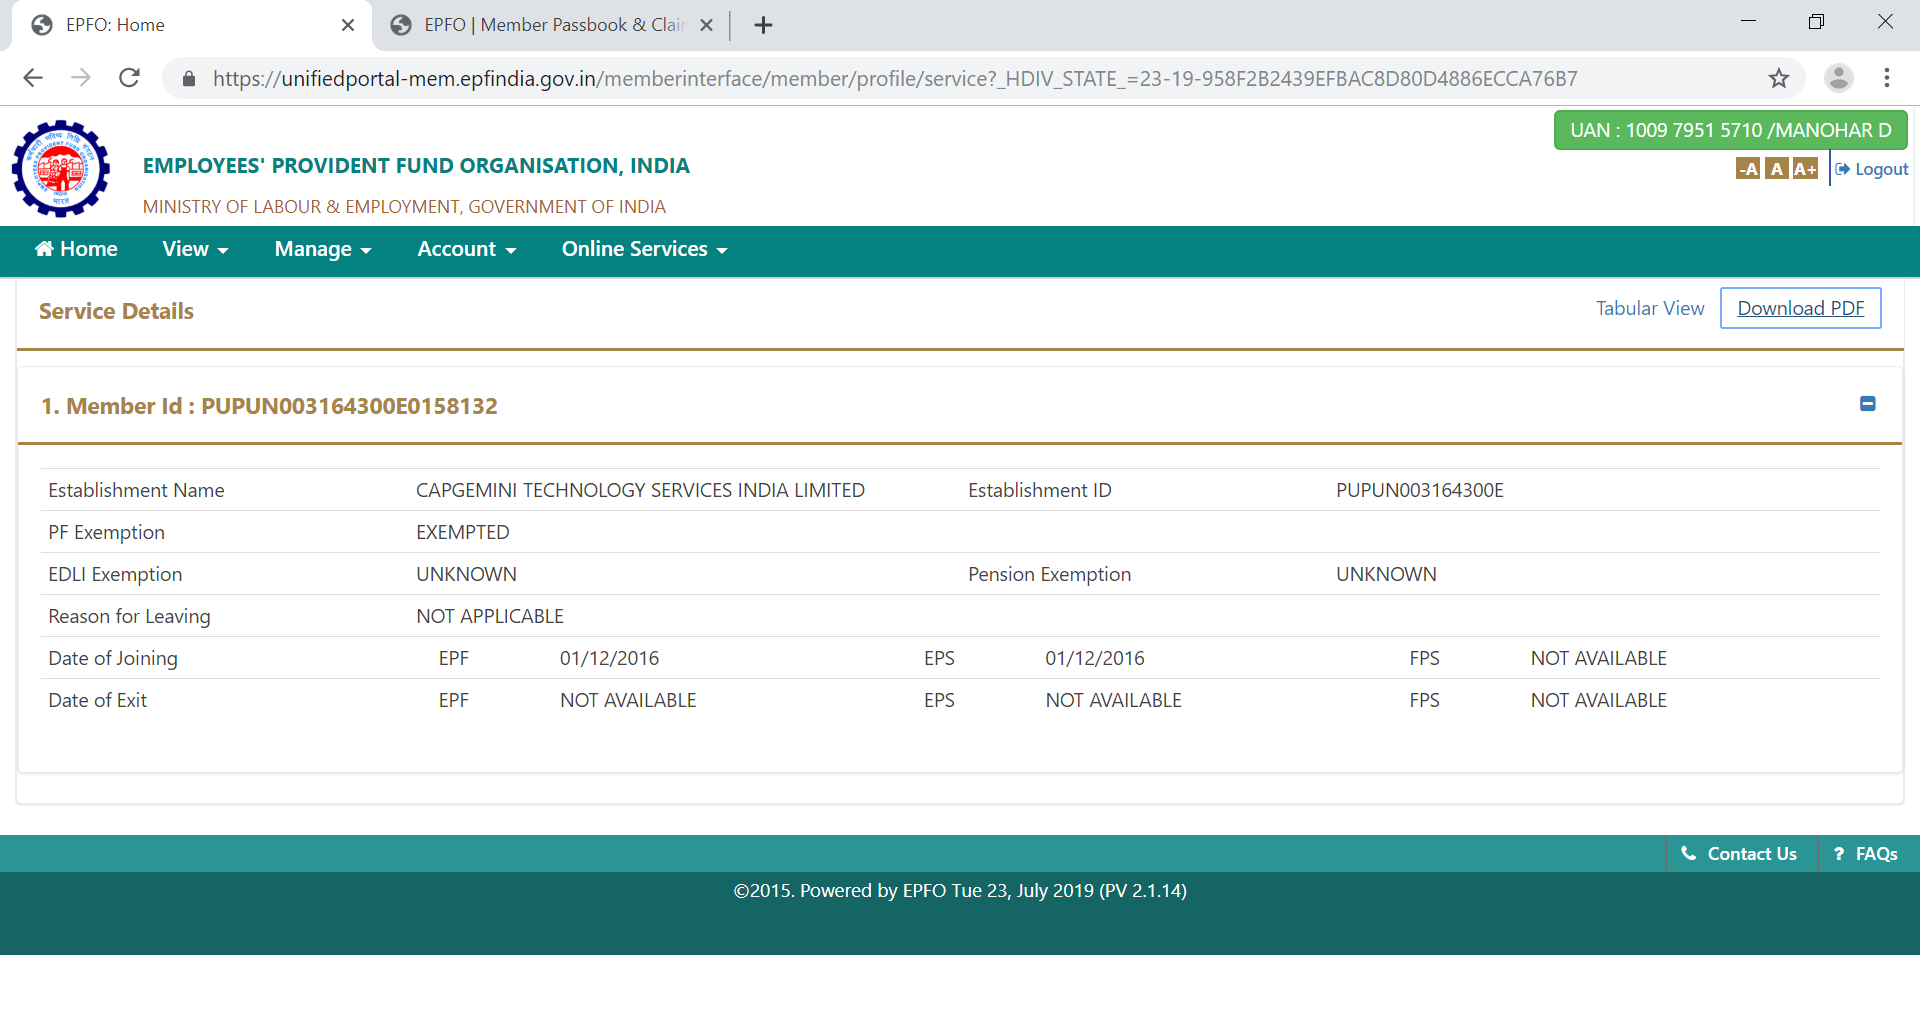 EPFO: Home
EPFO | Member Passbook & Clai
https://unifiedportal-mem.epfindia.gov.in/memberinterface/member/profile/service?_HDIV_STATE_=23-19-958F2B2439EFBAC8D80D4886ECCA76B7
UAN : 1009 7951 5710 /MANOHAR D
EMPLOYEES' PROVIDENT FUND ORGANISATION, INDIA
-A A A+ Logout
MINISTRY OF LABOUR & EMPLOYMENT, GOVERNMENT OF INDIA
Home View Manage Account Online Services
Service Details Tabular View Download PDF
1. Member Id : PUPUN003164300E0158132
Establishment Name CAPGEMINI TECHNOLOGY SERVICES INDIA LIMITED Establishment ID PUPUN003164300E
PF Exemption EXEMPTED
EDLI Exemption UNKNOWN Pension Exemption UNKNOWN
Reason for Leaving NOT APPLICABLE
Date of Joining EPF 01/12/2016 EPS 01/12/2016 FPS NOT AVAILABLE
Date of Exit EPF NOT AVAILABLE EPS NOT AVAILABLE FPS NOT AVAILABLE
Contact Us ? FAQs
©2015. Powered by EPFO Tue 23, July 2019 (PV 2.1.14)